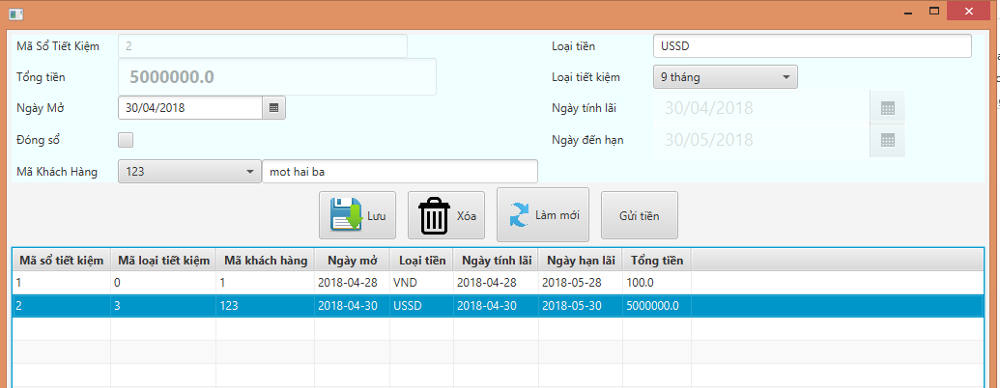 Mã Sổ Tiết Kiệm 2 Loại tiền USSD
Tổng tiền 5000000.0 Loại tiết kiệm 9 tháng
Ngày Mở 30/04/2018 Ngày tính lãi 30/04/2018
Đóng sổ Ngày đến hạn 30/05/2018
Mã Khách Hàng 123 mot hai ba
Lưu Xóa Làm mới Gửi tiền
Mã sổ tiết kiệm Mã loại tiết kiệm Mã khách hàng Ngày mở Loại tiền Ngày tính lãi Ngày hạn lãi Tổng tiền
1 0 1 2018-04-28 VND 2018-04-28 2018-05-28 100.0
2 3 123 2018-04-30 USSD 2018-04-30 2018-05-30 5000000.0